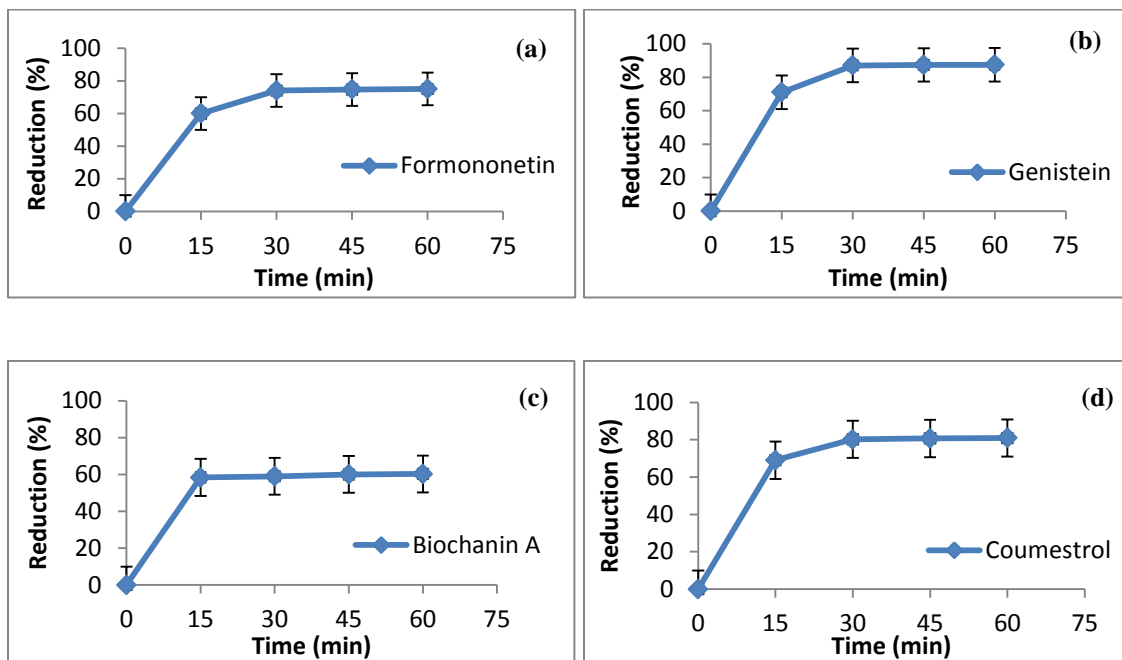 (a)
Reduction (%)
100
80
60
40
20
0
Formononetin
0 15 30 45 60 75
Time (min)
(b)
Reduction (%)
100
80
60
40
20
0
Genistein
0 15 30 45 60 75
Time (min)
(c)
Reduction (%)
100
80
60
40
20
0
Biochanin A
0 15 30 45 60 75
Time (min)
(d)
Reduction (%)
100
80
60
40
20
0
Coumestrol
0 15 30 45 60 75
Time (min)